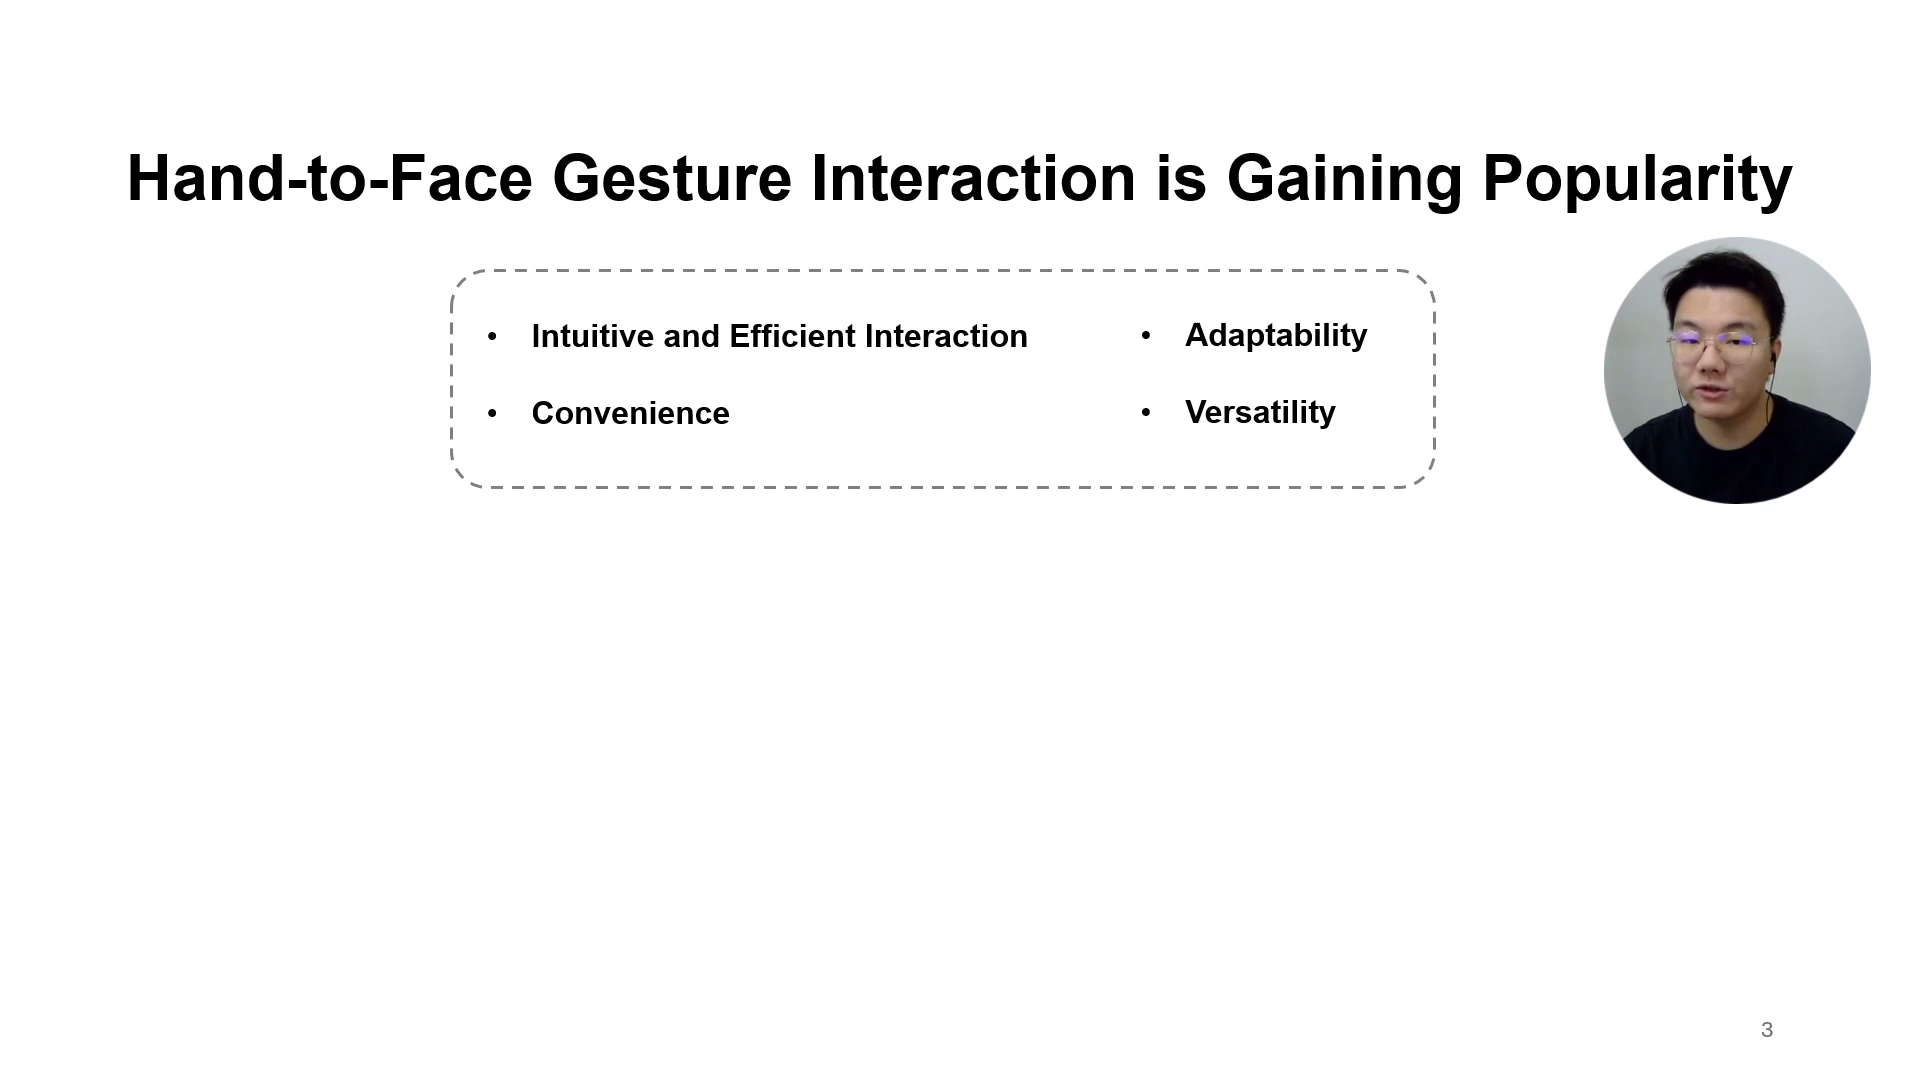 Hand-to-Face Gesture Interaction is Gaining Popularity
• Intuitive and Efficient Interaction
• Convenience
• Adaptability
• Versatility
3